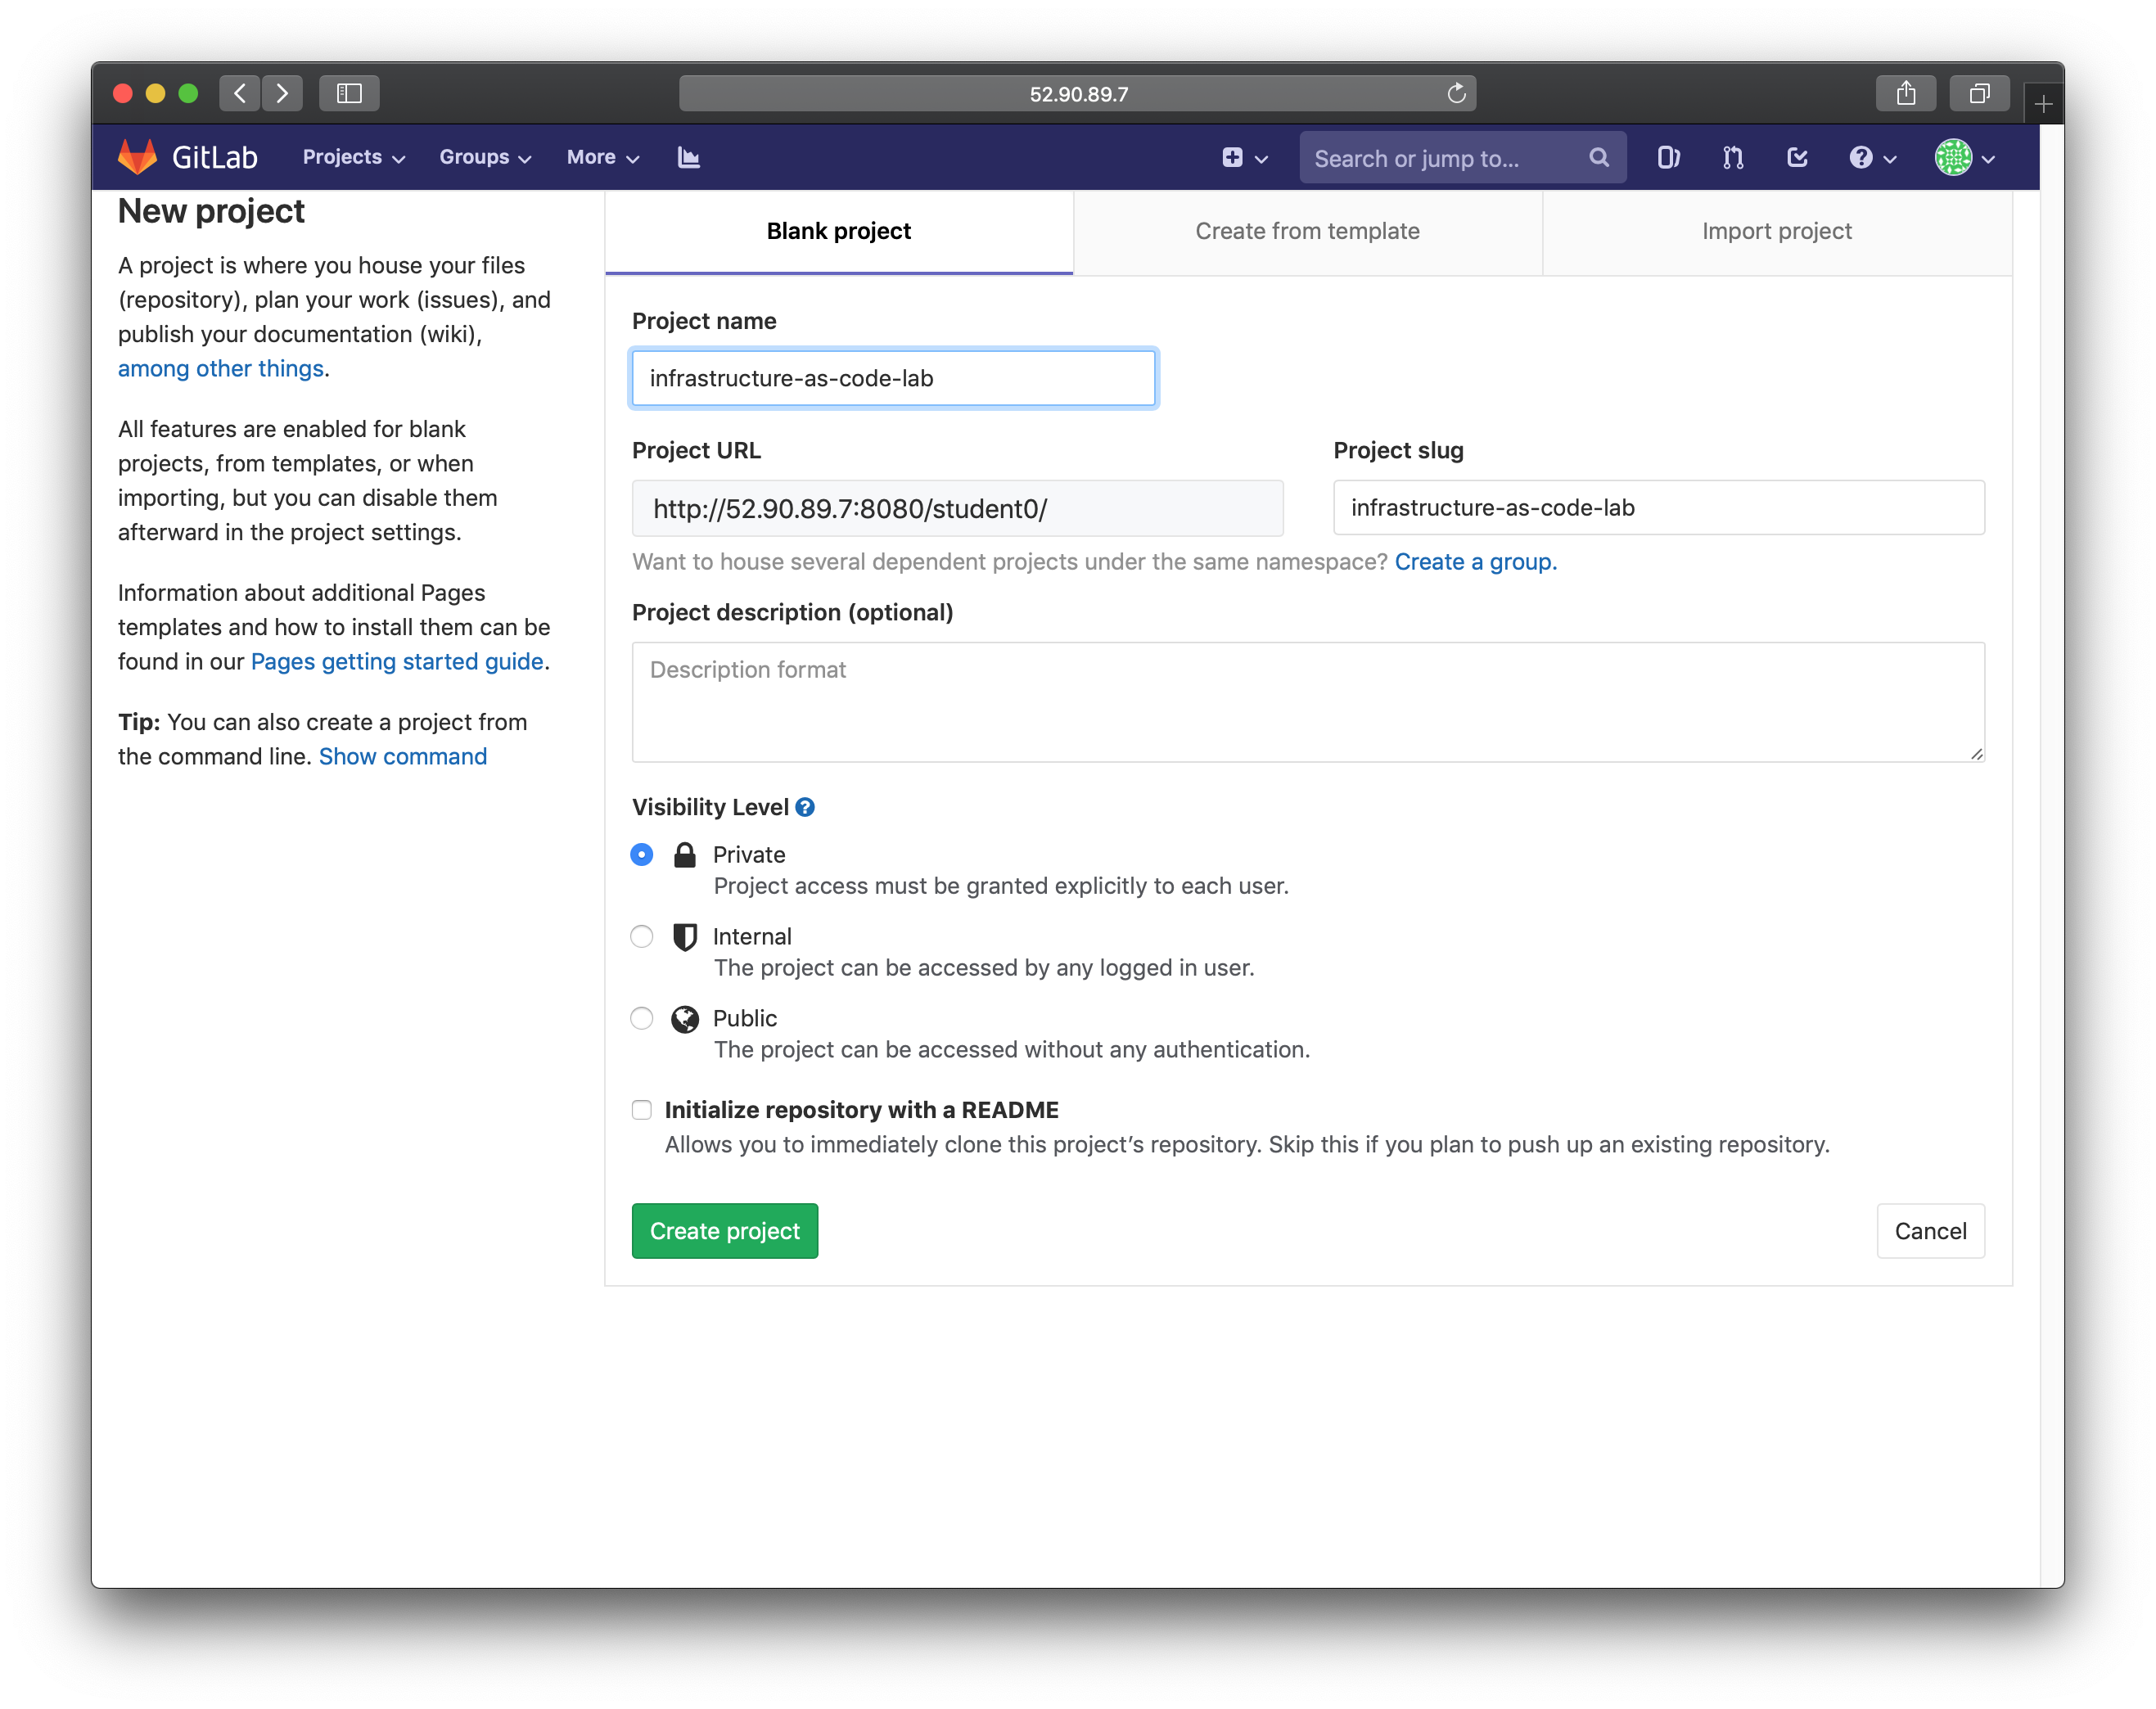 52.90.89.7
GitLab
Projects
Groups
More
Search or jump to...
New project
A project is where you house your files
(repository), plan your work (issues), and
publish your documentation (wiki),
among other things.
All features are enabled for blank
projects, from templates, or when
importing, but you can disable them
afterward in the project settings.
Information about additional Pages
templates and how to install them can be
found in our Pages getting started guide.
Tip: You can also create a project from
the command line. Show command
Blank project
Create from template
Import project
Project name
infrastructure-as-code-lab
Project URL
http://52.90.89.7:8080/student0/
Project slug
infrastructure-as-code-lab
Want to house several dependent projects under the same namespace? Create a group.
Project description (optional)
Description format
Visibility Level
Private
Project access must be granted explicitly to each user.
Internal
The project can be accessed by any logged in user.
Public
The project can be accessed without any authentication.
Initialize repository with a README
Allows you to immediately clone this project’s repository. Skip this if you plan to push up an existing repository.
Create project
Cancel